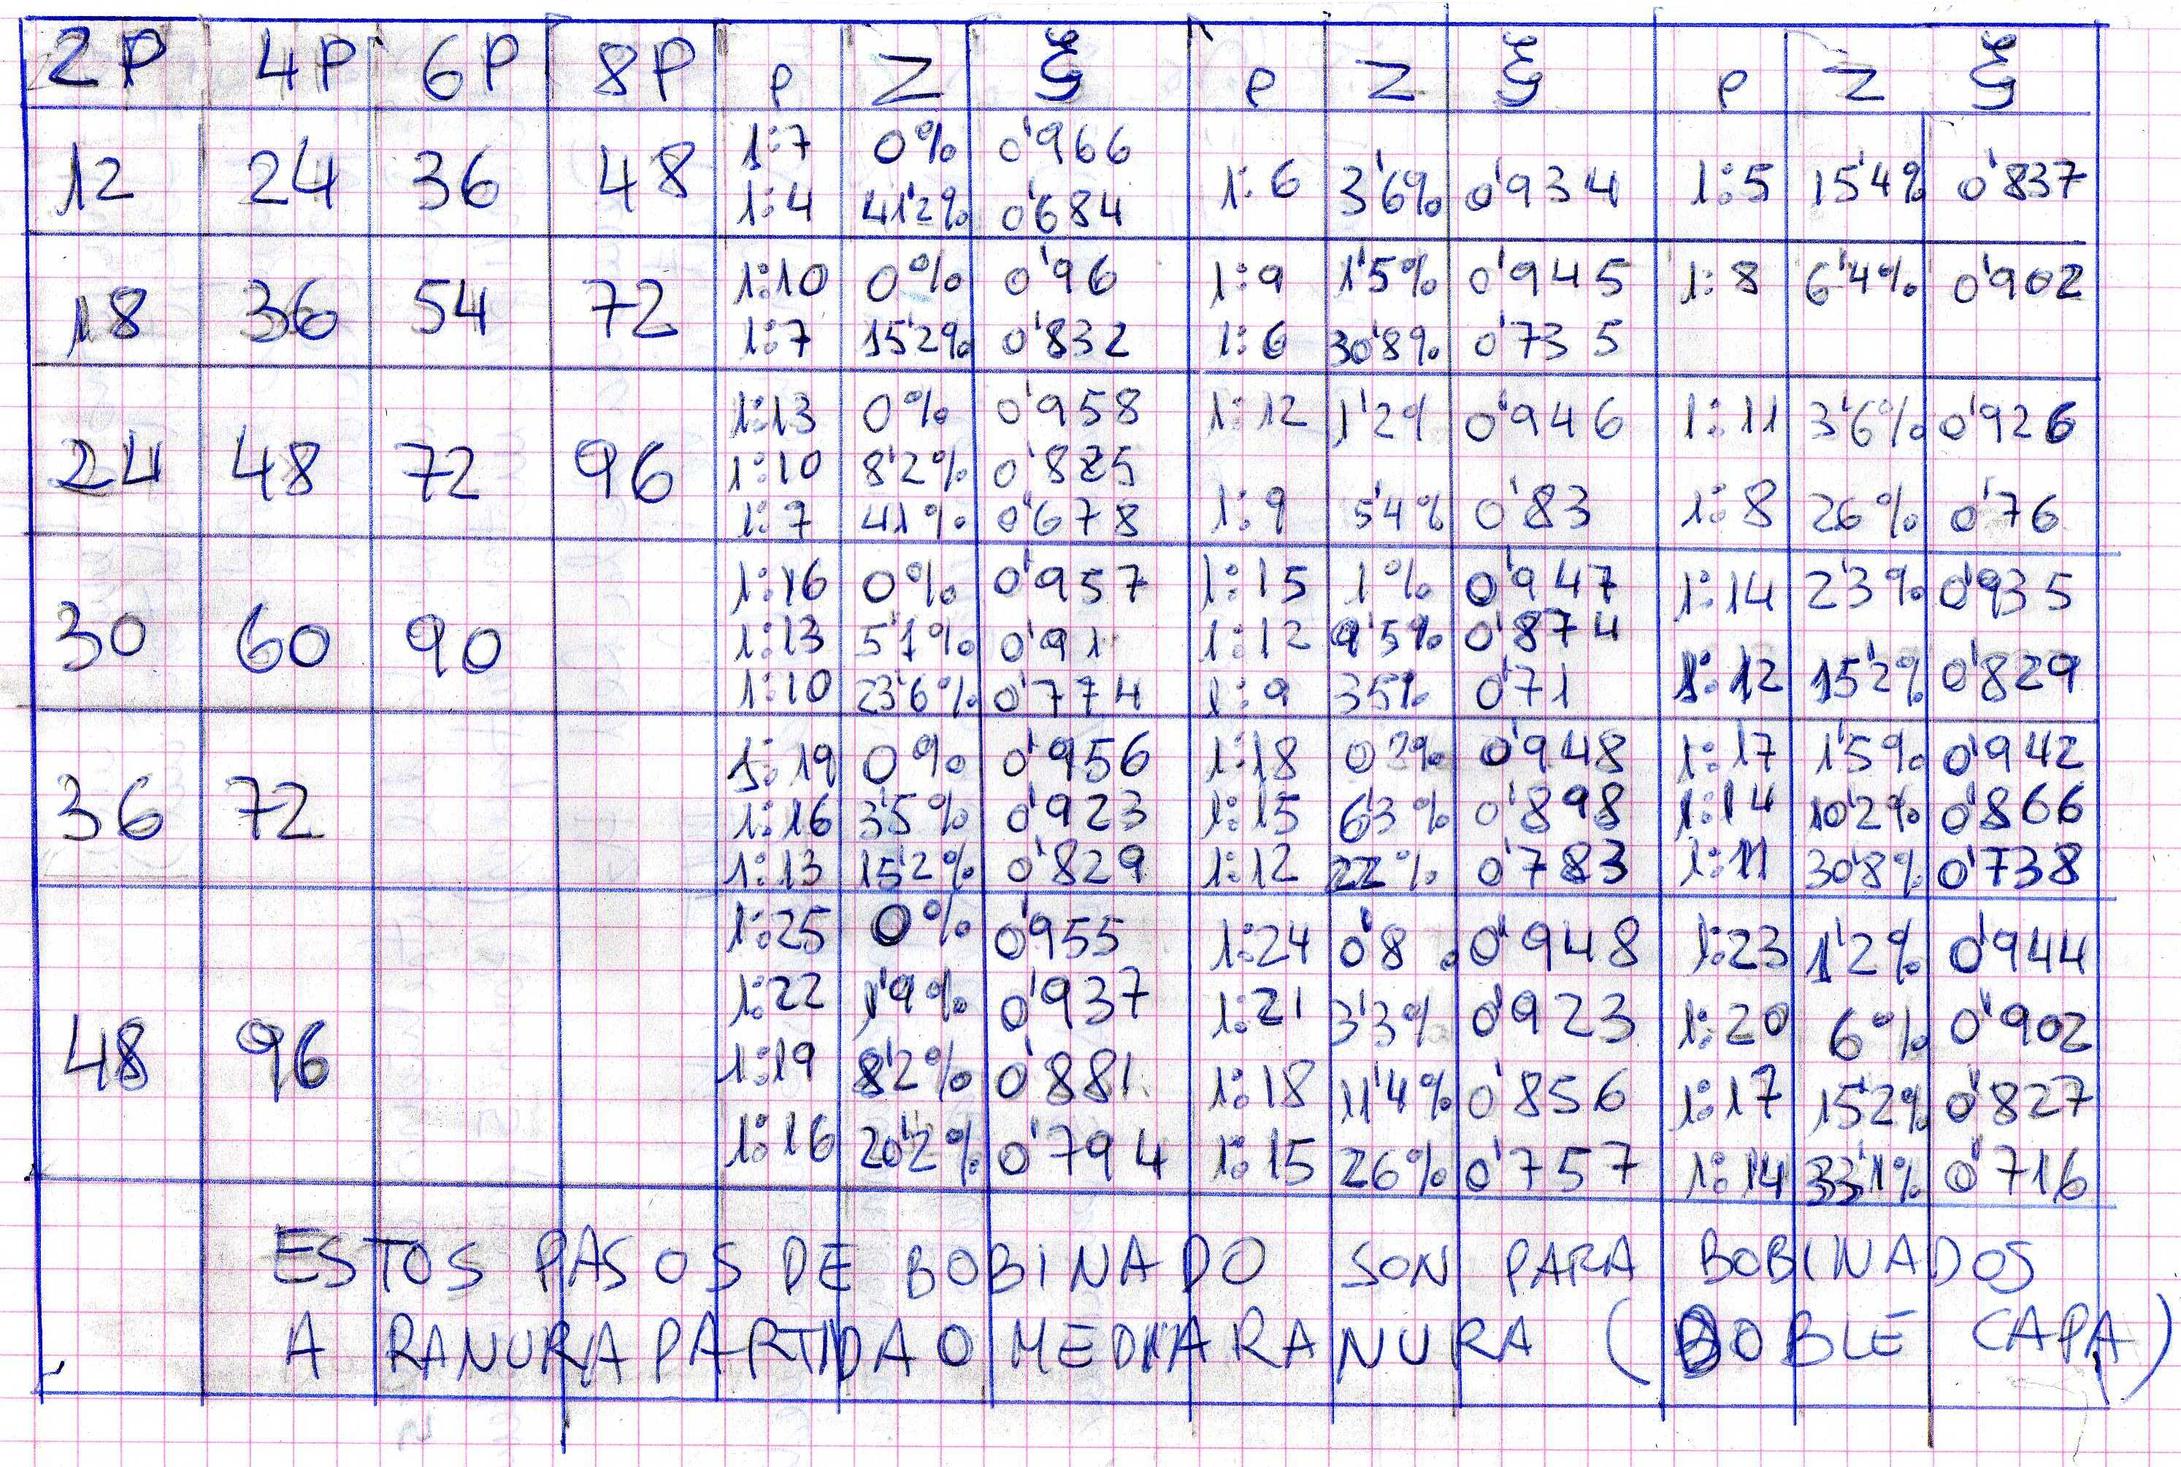 2P 4P 6P 8P P Z ξ P Z ξ P Z ξ
1:7 0% 0'966
12 24 36 48 1:6 3'6% 0'934 1:5 15'4% 0'837
1:4 41'2% 0'684
1:10 0% 0'96 1:9 1'5% 0'945 1:8 6'4% 0'902
18 36 54 72
1:7 15'2% 0'832 1:6 30'8% 0'735
1:13 0% 0'958 1:12 1'2% 0'946 1:11 3'6% 0'926
24 48 72 96 1:10 8'2% 0'885
1:7 41% 0'678 1:9 54% 0'83 1:8 26% 0'76
1:16 0% 0'957 1:15 1% 0'947 1:14 2'3% 0'935
30 60 90 1:13 5'1% 0'91 1:12 9'5% 0'874
1:10 23'6% 0'774 1:9 35% 0'71 1:12 15'2% 0'829
1:19 0% 0'956 1:18 0'948 1:17 1'5% 0'942
36 72 1:16 3'5% 0'923 1:15 6'3% 0'898 1:14 10'2% 0'866
1:13 15'2% 0'829 1:12 22% 0'783 1:11 30'8% 0'738
1:25 0% 0'955 1:24 0'8 0'948 1:23 1'2% 0'944
1:22 1'9% 0'937 1:21 3'3% 0'923 1:20 6% 0'902
48 96 1:19 8'2% 0'881 1:18 11'4% 0'856 1:17 15'2% 0'827
1:16 20'2% 0'794 1:15 26% 0'757 1:14 33'1% 0'716
ESTOS PASOS DE BOBINADO SON PARA BOBINADOS
A RANURA PARTIDA O MEDIA RANURA (DOBLE CAPA)